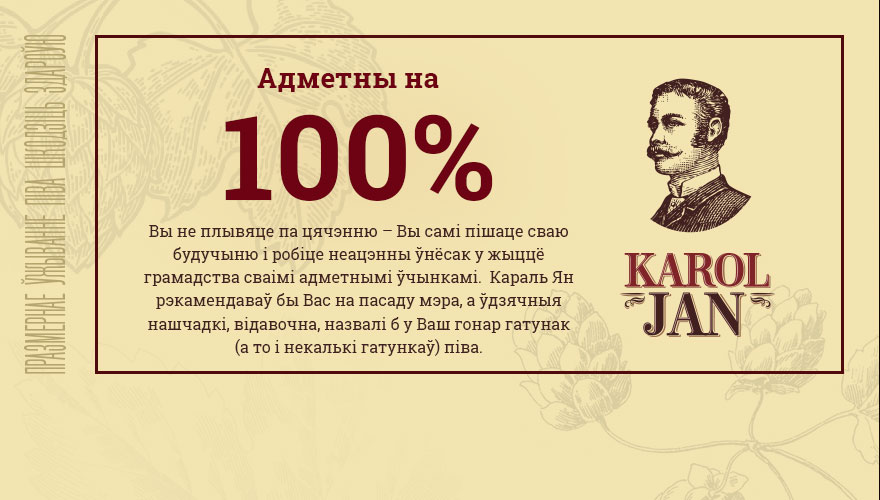 ПРАЗМЕРНАЕ ЎЖЫВАННЕ ПІВА ШКОДЗІЦЬ ЗДАРОЎЮ
Адметны на
100%
Вы не плывяце па цячэнню – Вы самі пішаце сваю
будучыню і робіце неацэнны ўнёсак у жыццё
грамадства сваімі адметнымі ўчынкамі. Караль Ян
рэкамендаваў бы Вас на пасаду мэра, а ўдзячныя
нашчадкі, відавочна, назвалі б у Ваш гонар гатунак
(а то і некалькі гатункаў) піва.
KAROL
JAN